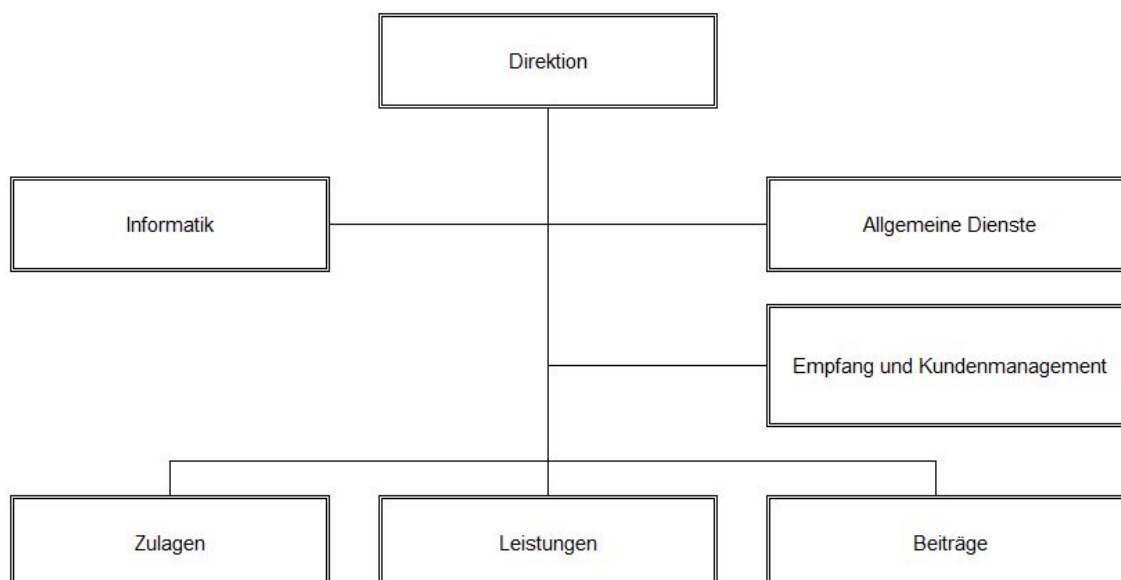 Direktion
Informatik
Allgemeine Dienste
Empfang und Kundenmanagement
Zulagen
Leistungen
Beiträge